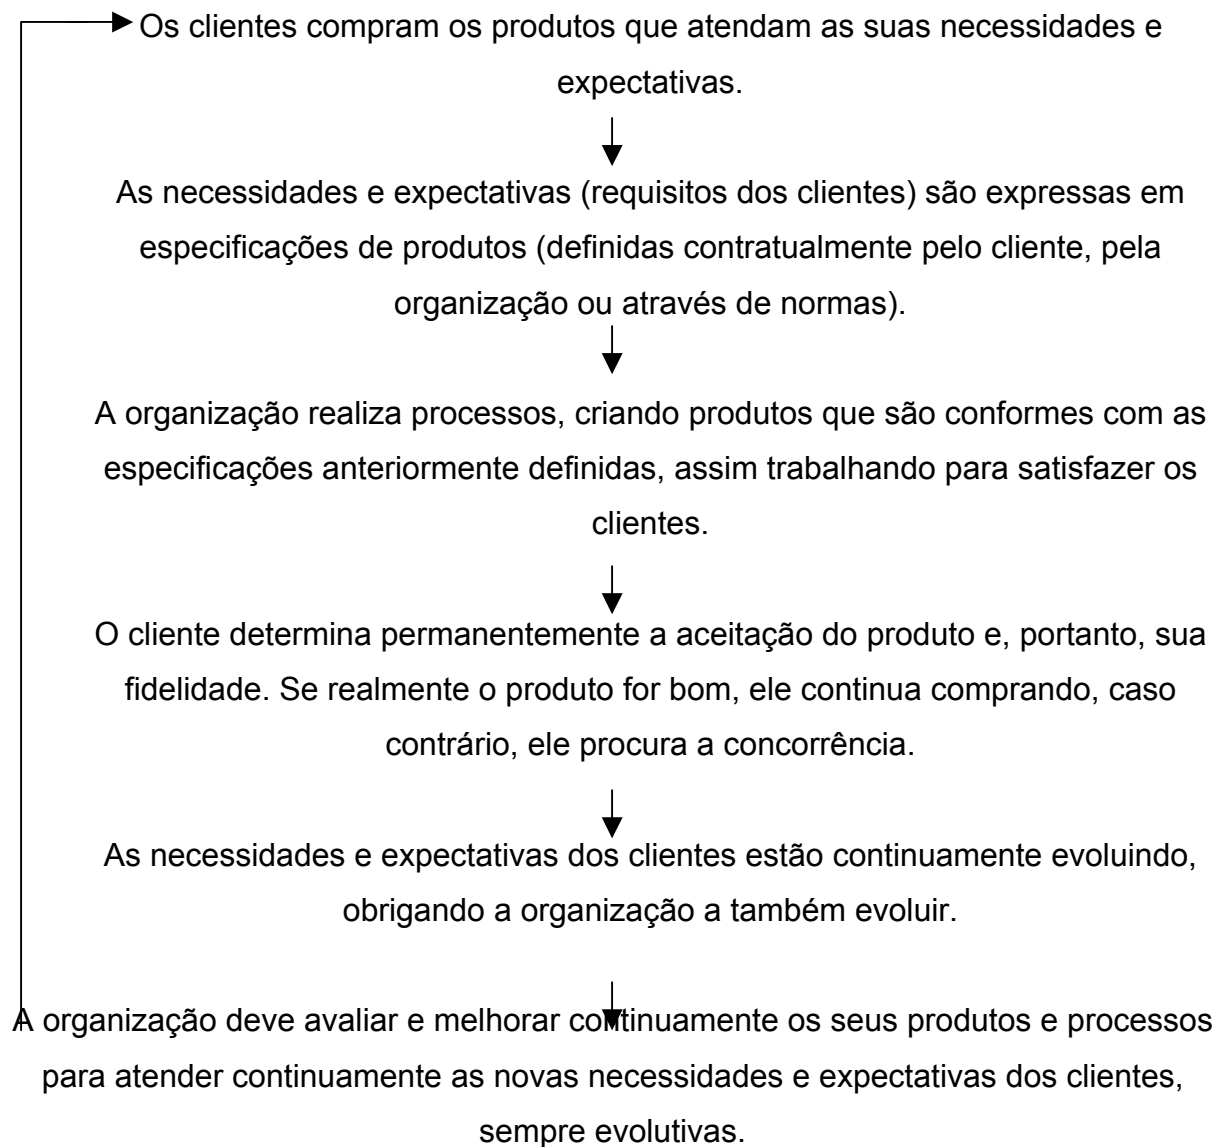 Os clientes compram os produtos que atendam as suas necessidades e
expectativas.
As necessidades e expectativas (requisitos dos clientes) são expressas em
especificações de produtos (definidas contratualmente pelo cliente, pela
organização ou através de normas).
A organização realiza processos, criando produtos que são conformes com as
especificações anteriormente definidas, assim trabalhando para satisfazer os
clientes.
O cliente determina permanentemente a aceitação do produto e, portanto, sua
fidelidade. Se realmente o produto for bom, ele continua comprando, caso
contrário, ele procura a concorrência.
As necessidades e expectativas dos clientes estão continuamente evoluindo,
obrigando a organização a também evoluir.
A organização deve avaliar e melhorar continuamente os seus produtos e processos
para atender continuamente as novas necessidades e expectativas dos clientes,
sempre evolutivas.